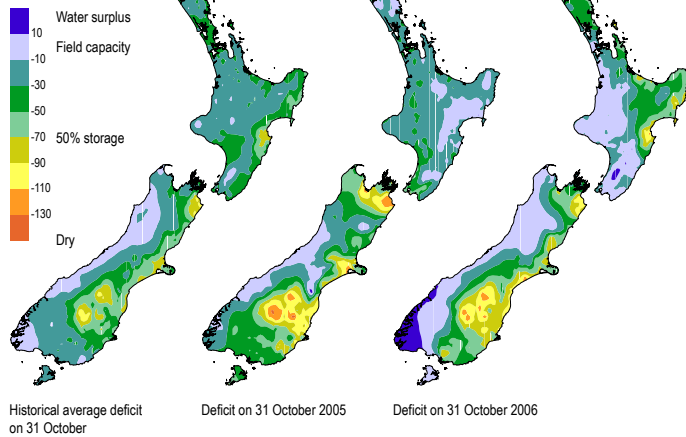 Water surplus
10
Field capacity
-10
-30
-50
-70
50% storage
-90
-110
-130
Dry
Historical average deficit
on 31 October
Deficit on 31 October 2005
Deficit on 31 October 2006